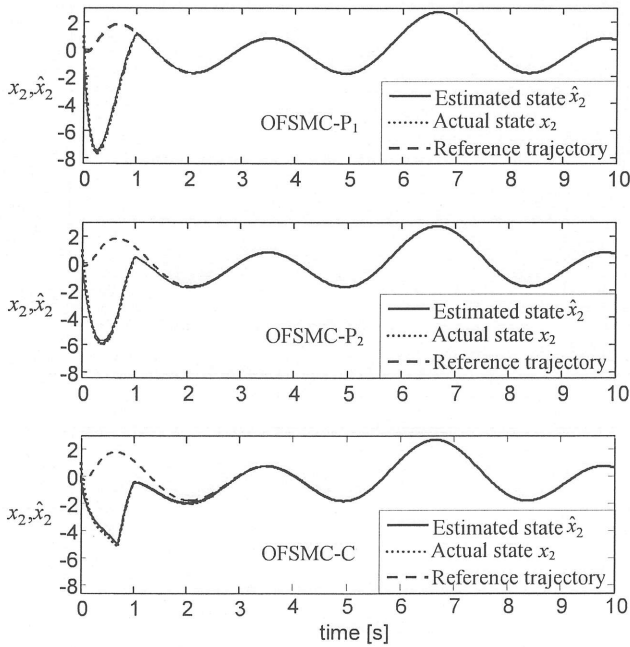 2
0
-2
-4
-6
-8
x₂,x̂₂
OFSMC-P₁
Estimated state x̂₂
Actual state x₂
Reference trajectory
0 1 2 3 4 5 6 7 8 9 10
2
0
-2
-4
-6
-8
x₂,x̂₂
OFSMC-P₂
Estimated state x̂₂
Actual state x₂
Reference trajectory
0 1 2 3 4 5 6 7 8 9 10
2
0
-2
-4
-6
-8
x₂,x̂₂
OFSMC-C
Estimated state x̂₂
Actual state x₂
Reference trajectory
0 1 2 3 4 5 6 7 8 9 10
time [s]